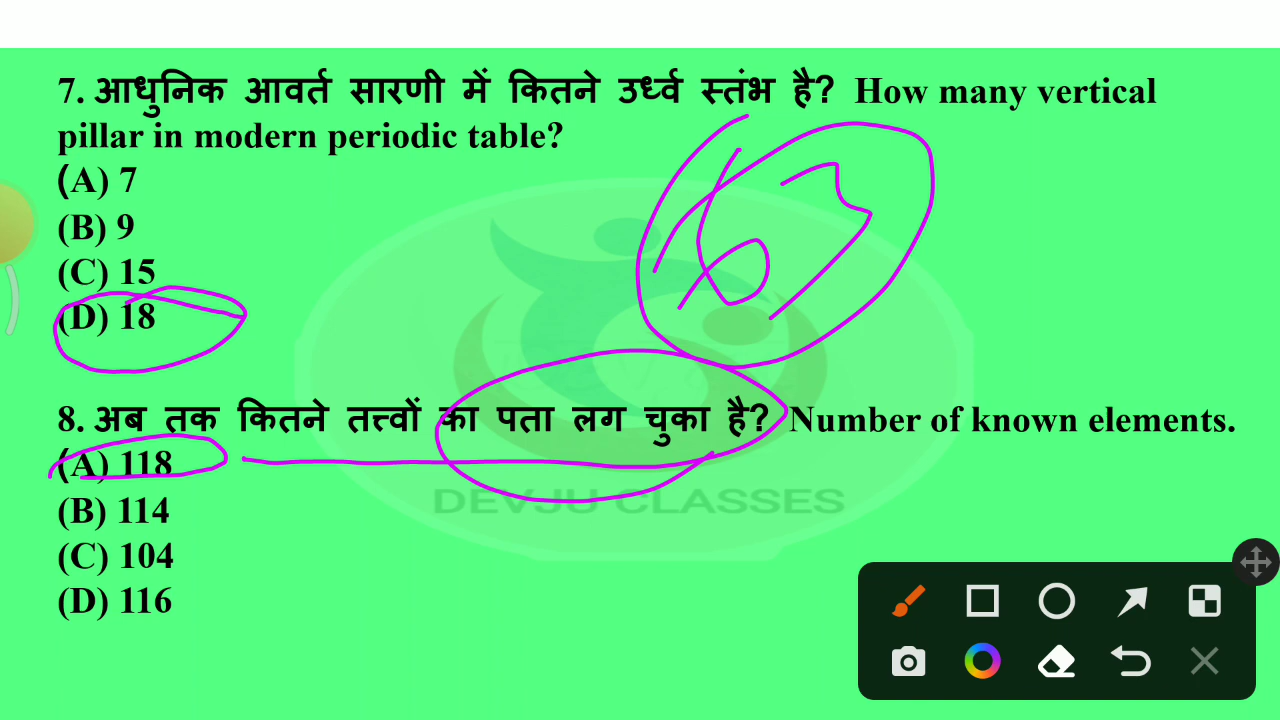 7. आधुनिक आवर्त सारणी में कितने उर्ध्व स्तंभ है? How many vertical
pillar in modern periodic table?
(A) 7
(B) 9
(C) 15
(D) 18
63
8. अब तक कितने तत्त्वों का पता लग चुका है? Number of known elements.
(A) 118
DEVJU CLASSES
(B) 114
(C) 104
(D) 116